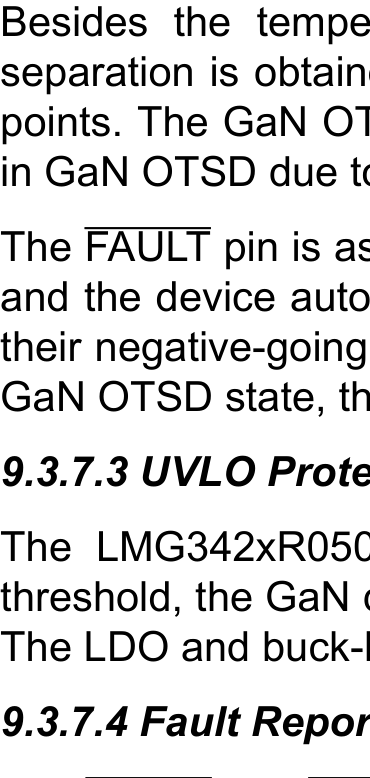 Besides the tempe
separation is obtain
points. The GaN OT
in GaN OTSD due to
The FAULT pin is as
and the device auto
their negative-going
GaN OTSD state, th
9.3.7.3 UVLO Prote
The LMG342xR050
threshold, the GaN
The LDO and buck-
9.3.7.4 Fault Repor